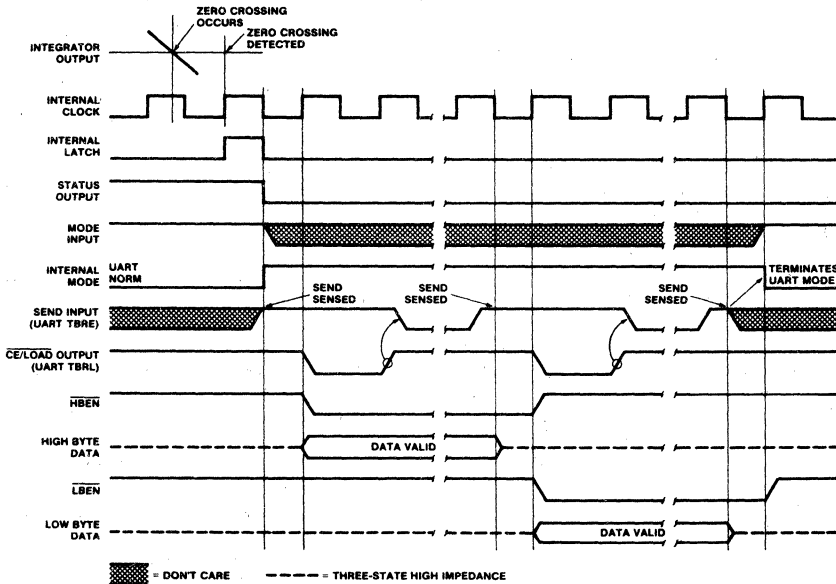 ZERO CROSSING
OCCURS
ZERO CROSSING
DETECTED
INTEGRATOR
OUTPUT
INTERNAL
CLOCK
INTERNAL
LATCH
STATUS
OUTPUT
MODE
INPUT
INTERNAL
MODE
UART
NORM
TERMINATES
UART MODE
SEND
SENSED
SEND
SENSED
SEND
SENSED
SEND INPUT
(UART TBRE)
CE/LOAD OUTPUT
(UART TBRL)
HBEN
HIGH BYTE
DATA
DATA VALID
LBEN
LOW BYTE
DATA
DATA VALID
= DON'T CARE
= THREE-STATE HIGH IMPEDANCE